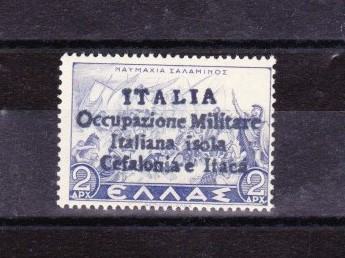 ΝΑΥΜΑΧΙΑ ΣΑΛΑΜΙΝΟΣ
ITALIA
Occupazione Militare
Italiana isola
Cefalonia e Itaca
2 ΕΛΛΑΣ 2
ΔΡΧ ΔΡΧ